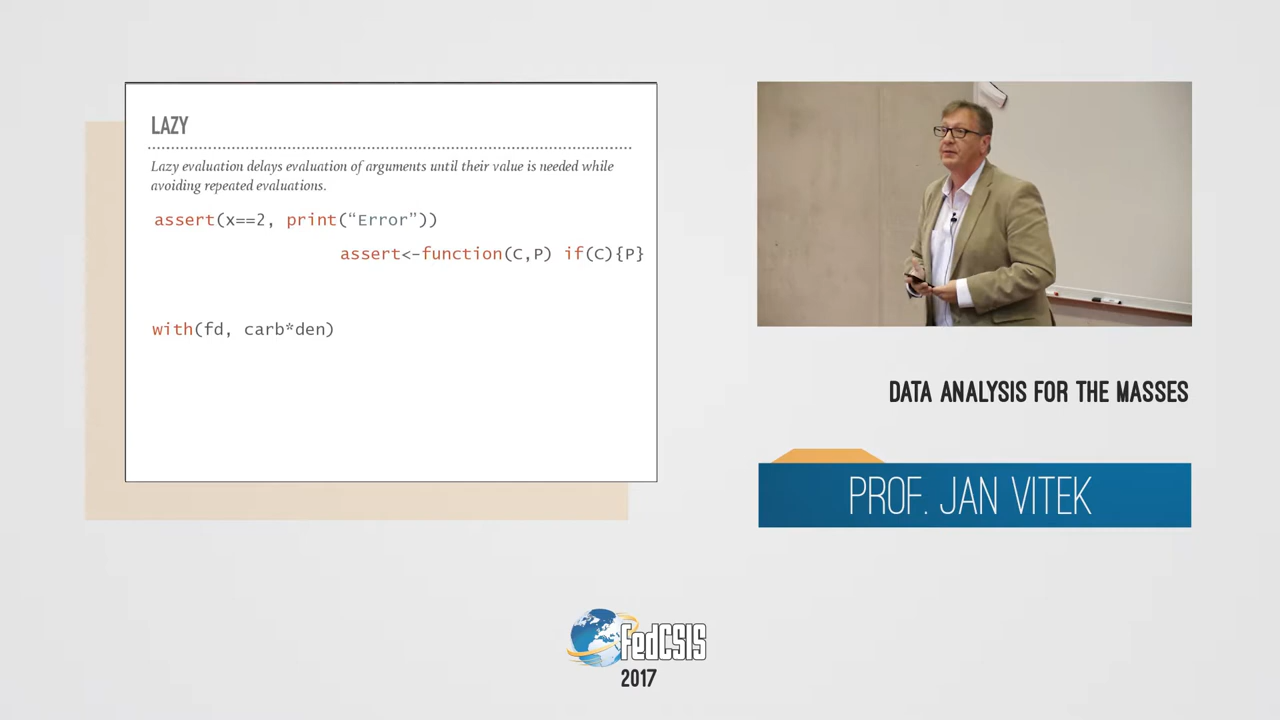 LAZY
Lazy evaluation delays evaluation of arguments until their value is needed while
avoiding repeated evaluations.
assert(x==2, print(“Error”))
assert<-function(C,P) if(C){P}
with(fd, carb*den)
DATA ANALYSIS FOR THE MASSES
PROF. JAN VITEK
FedCSIS
2017